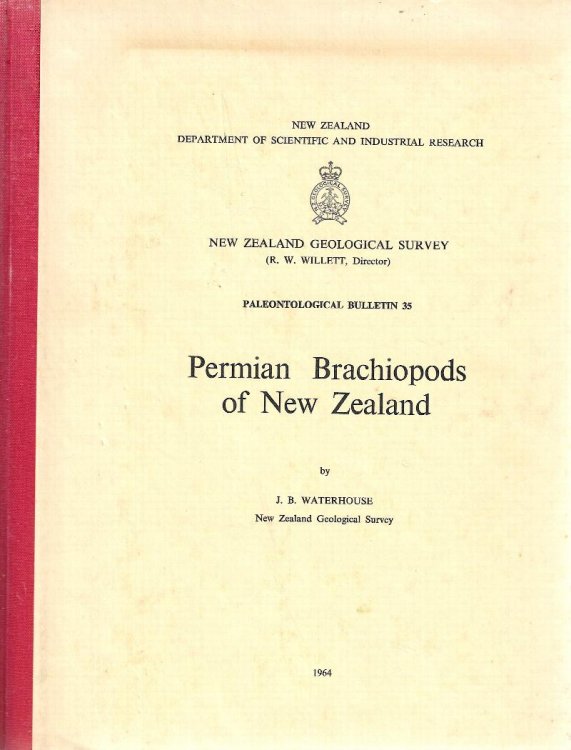 NEW ZEALAND
DEPARTMENT OF SCIENTIFIC AND INDUSTRIAL RESEARCH
NEW ZEALAND GEOLOGICAL SURVEY
(R. W. WILLETT, Director)
PALEONTOLOGICAL BULLETIN 35
Permian Brachiopods
of New Zealand
by
J. B. WATERHOUSE
New Zealand Geological Survey
1964